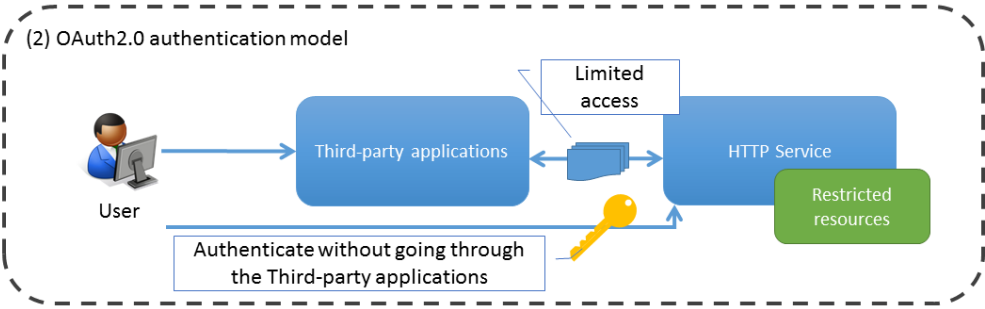 (2) OAuth2.0 authentication model
Limited
access
Third-party applications
HTTP Service
Restricted
resources
User
Authenticate without going through
the Third-party applications